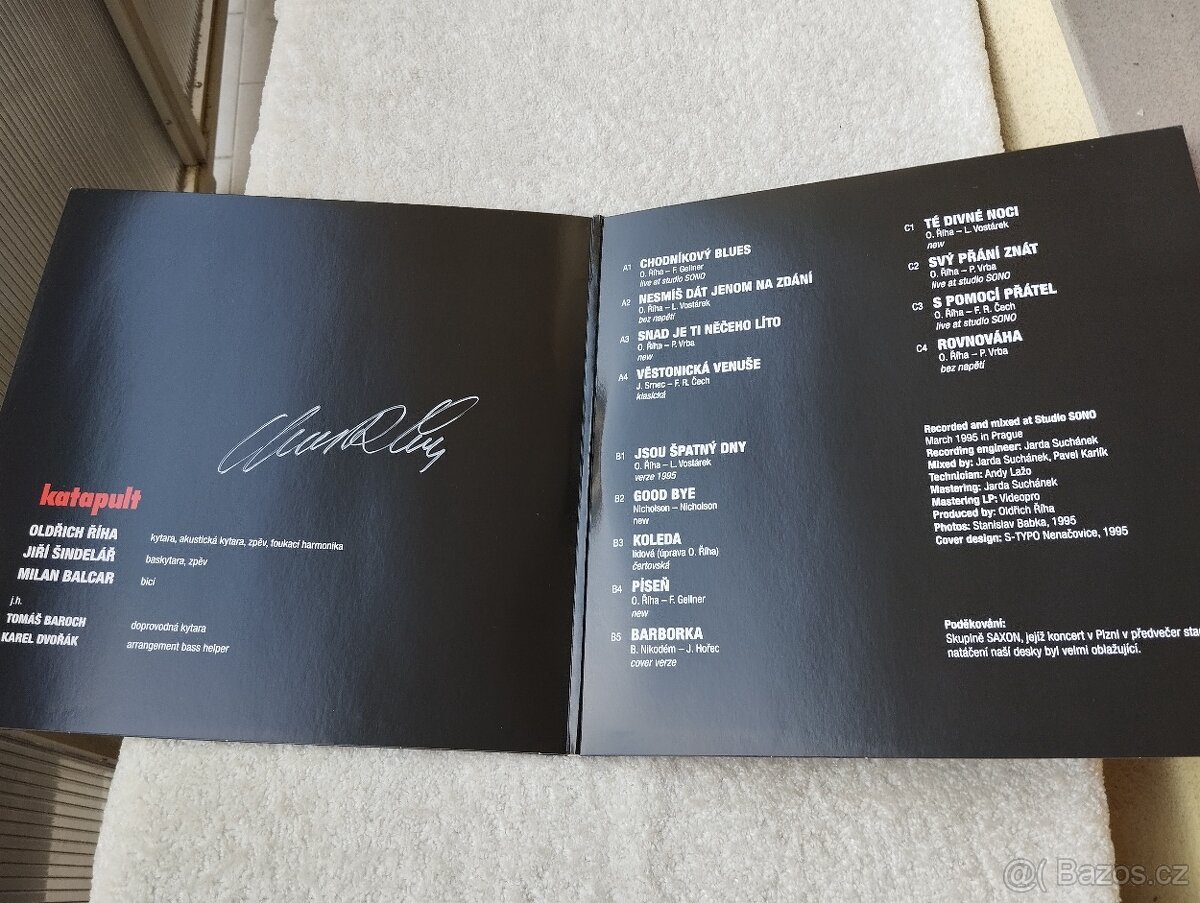 katapult
OLDŘICH ŘÍHA kytara, akustická kytara, zpěv, foukací harmonika
JIŘÍ ŠINDELÁŘ baskytara, zpěv
MILAN BALCAR bicí
j.h.
TOMÁŠ BAROCH doprovodná kytara
KAREL DVOŘÁK arrangement bass helper
A1 CHODNÍKOVÝ BLUES
O. Říha – F. Gellner
live at studio SONO
A2 NESMÍŠ DÁT JENOM NA ZDÁNÍ
O. Říha – L. Vostárek
bez napětí
A3 SNAD JE TI NĚČEHO LÍTO
O. Říha – P. Vrba
new
A4 VĚSTONICKÁ VENUŠE
J. Srnec – F. R. Čech
klasická
B1 JSOU ŠPATNÝ DNY
O. Říha – L. Vostárek
verze 1995
B2 GOOD BYE
Nicholson – Nicholson
new
B3 KOLEDA
lidová (úprava O. Říha)
čertovská
B4 PÍSEŇ
O. Říha – F. Gellner
new
B5 BARBORKA
B. Nikodém – J. Hořec
cover verze
C1 TÉ DIVNÉ NOCI
O. Říha – L. Vostárek
new
C2 SVÝ PŘÁNÍ ZNÁT
O. Říha – P. Vrba
live at studio SONO
C3 S POMOCÍ PŘÁTEL
O. Říha – F. R. Čech
live at studio SONO
C4 ROVNOVÁHA
O. Říha – P. Vrba
bez napětí
Recorded and mixed at Studio SONO
March 1995 in Prague
Recording engineer: Jarda Suchánek
Mixed by: Jarda Suchánek, Pavel Karlík
Technician: Andy Lažo
Mastering: Jarda Suchánek
Mastering LP: Videopro
Produced by: Oldřich Říha
Photos: Stanislav Babka, 1995
Cover design: S-TYPO Nenačovice, 1995
Poděkování:
Skupině SAXON, jejíž koncert v Plzni v předvečer
natáčení naší desky byl velmi oblažující.
@( Bazos.cz